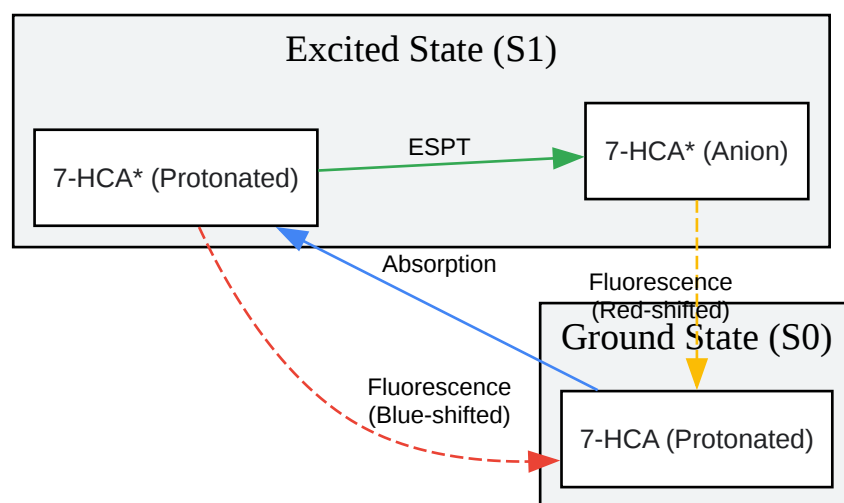 Excited State (S1)
ESPT
7-HCA* (Anion)
7-HCA* (Protonated)
Absorption
Fluorescence
(Red-shifted)
Ground State (S0)
Fluorescence
(Blue-shifted)
7-HCA (Protonated)